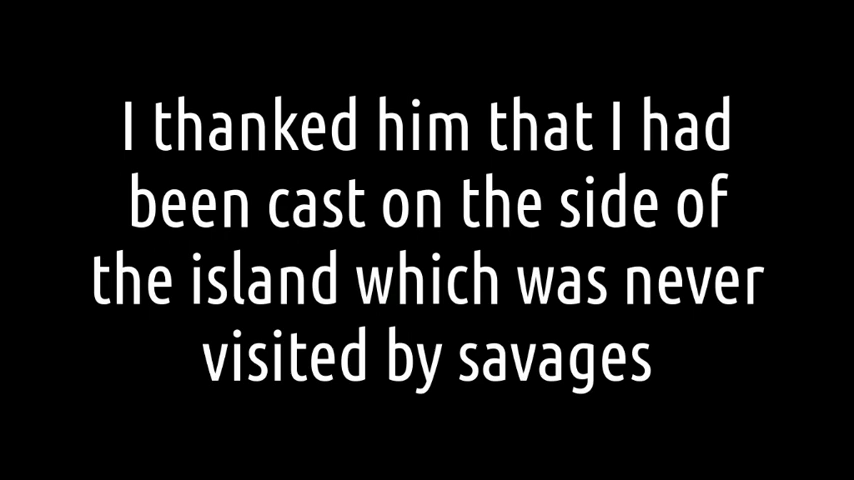 I thanked him that I had
been cast on the side of
the island which was never
visited by savages